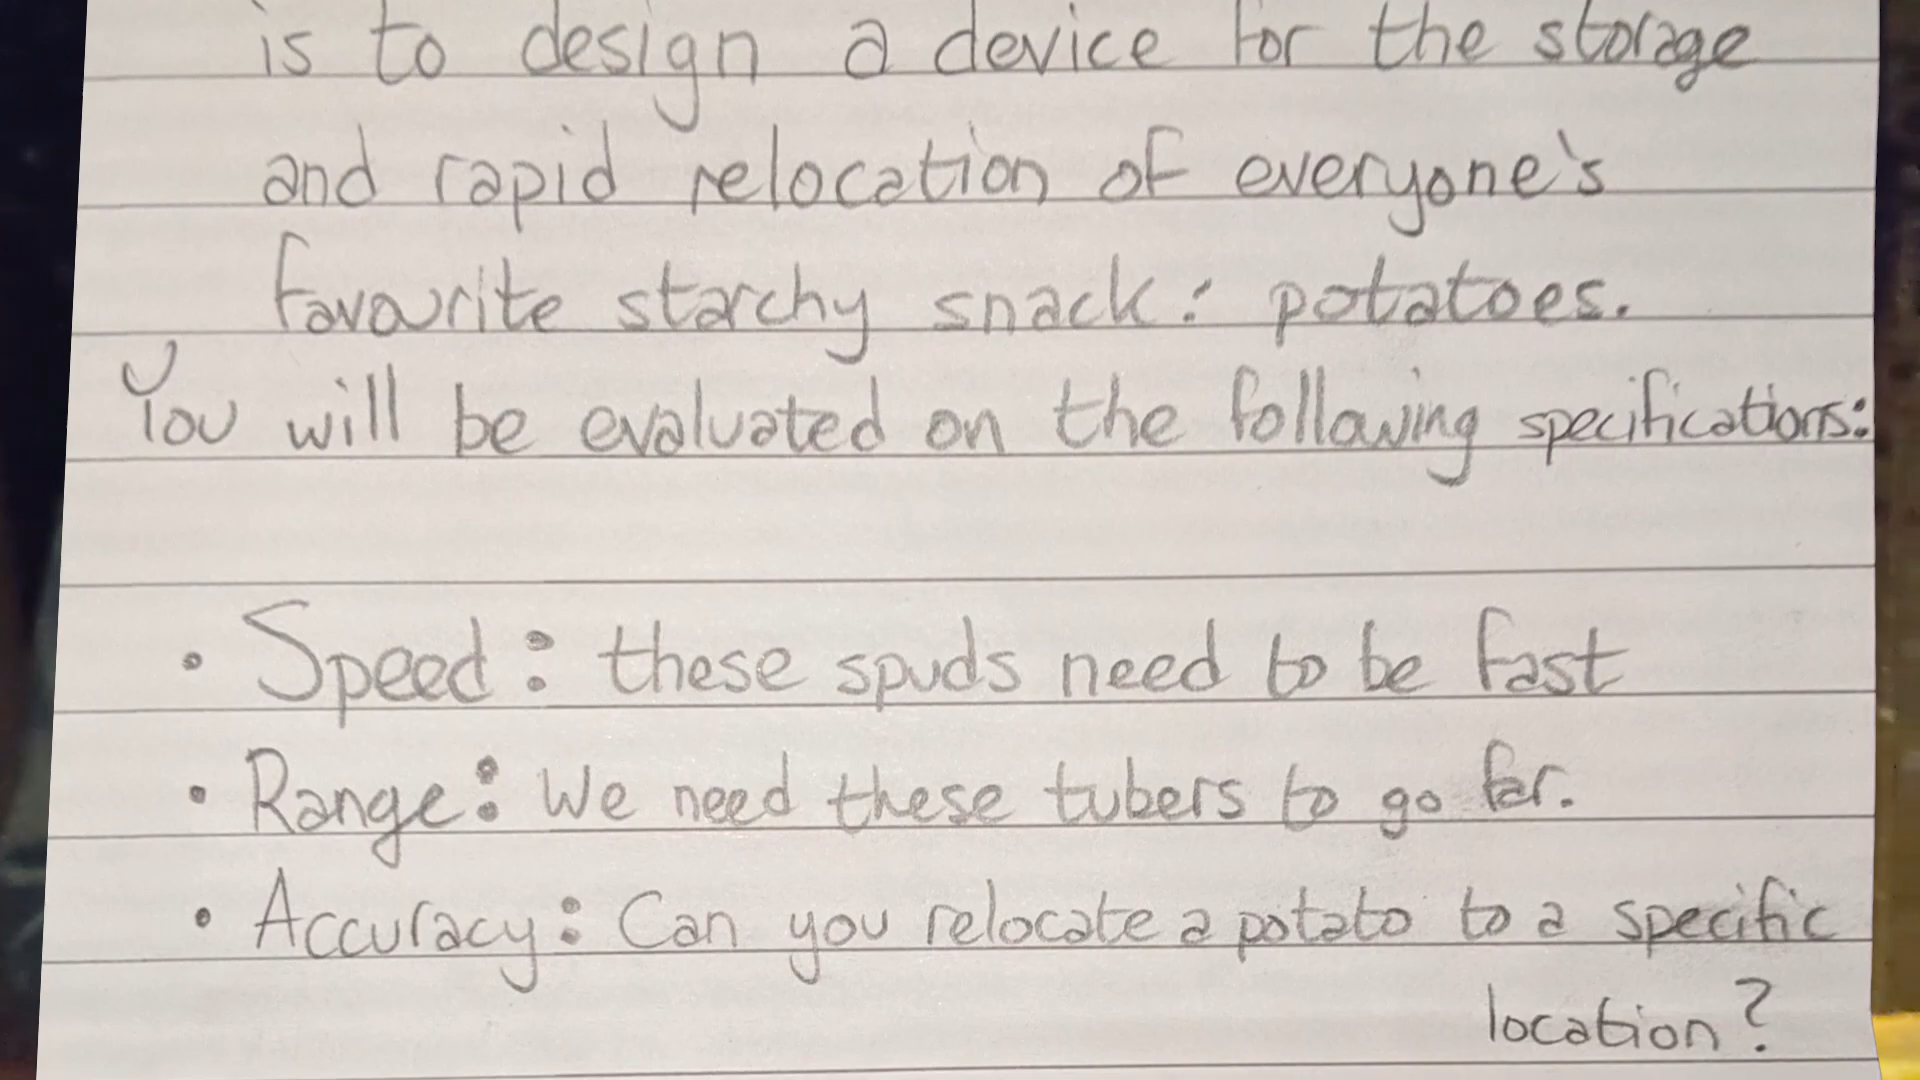 is to design a device for the storage
and rapid relocation of everyone's
favourite starchy snack: potatoes.
You will be evaluated on the following specifications:
• Speed: these spuds need to be fast
• Range: We need these tubers to go far.
• Accuracy: Can you relocate a potato to a specific
location?